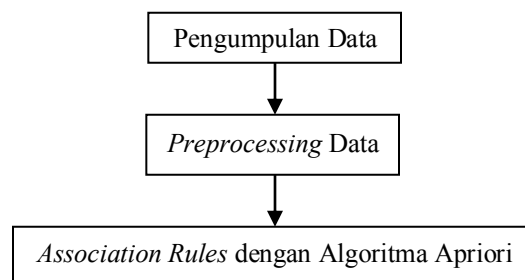 Pengumpulan Data
Preprocessing Data
Association Rules dengan Algoritma Apriori